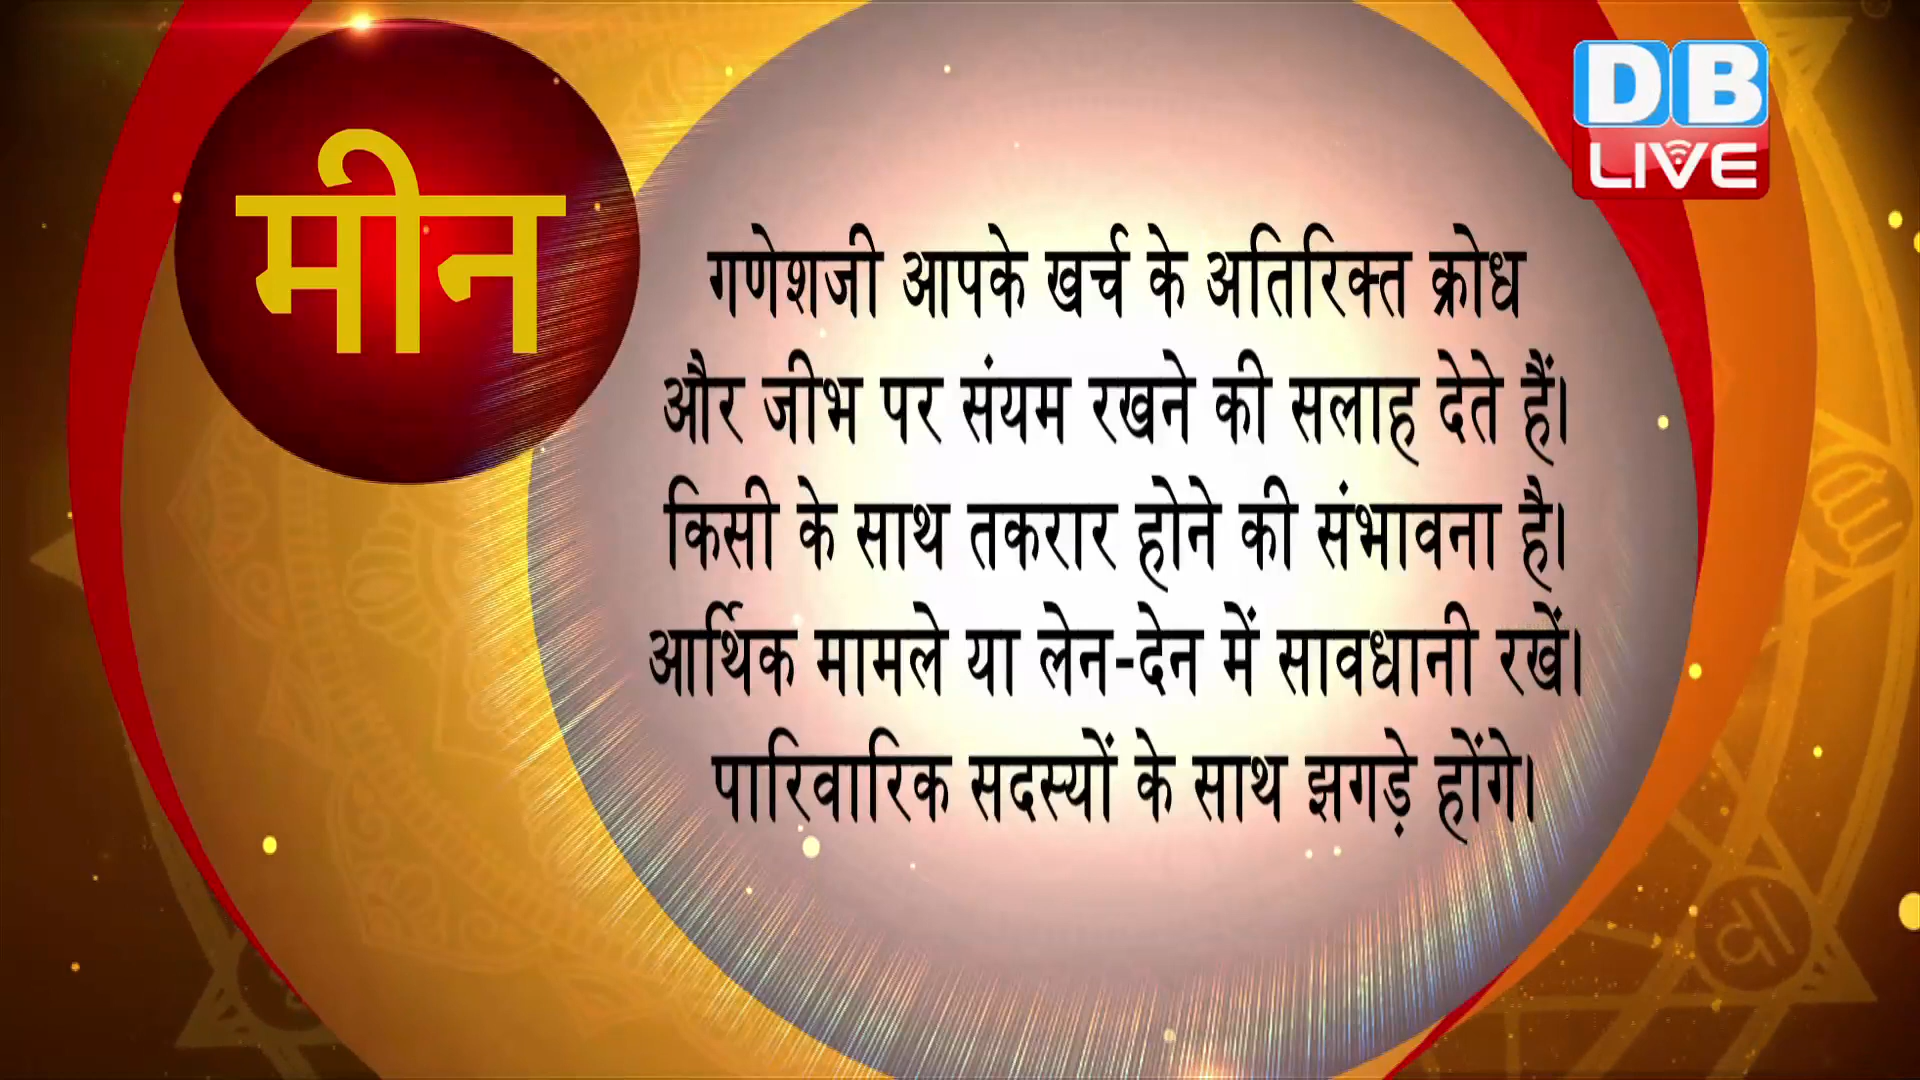 मीन
DB
LIVE
गणेशजी आपके खर्च के अतिरिक्त क्रोध
और जीभ पर संयम रखने की सलाह देते हैं।
किसी के साथ तकरार होने की संभावना है।
आर्थिक मामले या लेन-देन में सावधानी रखें।
पारिवारिक सदस्यों के साथ झगड़े होंगे।